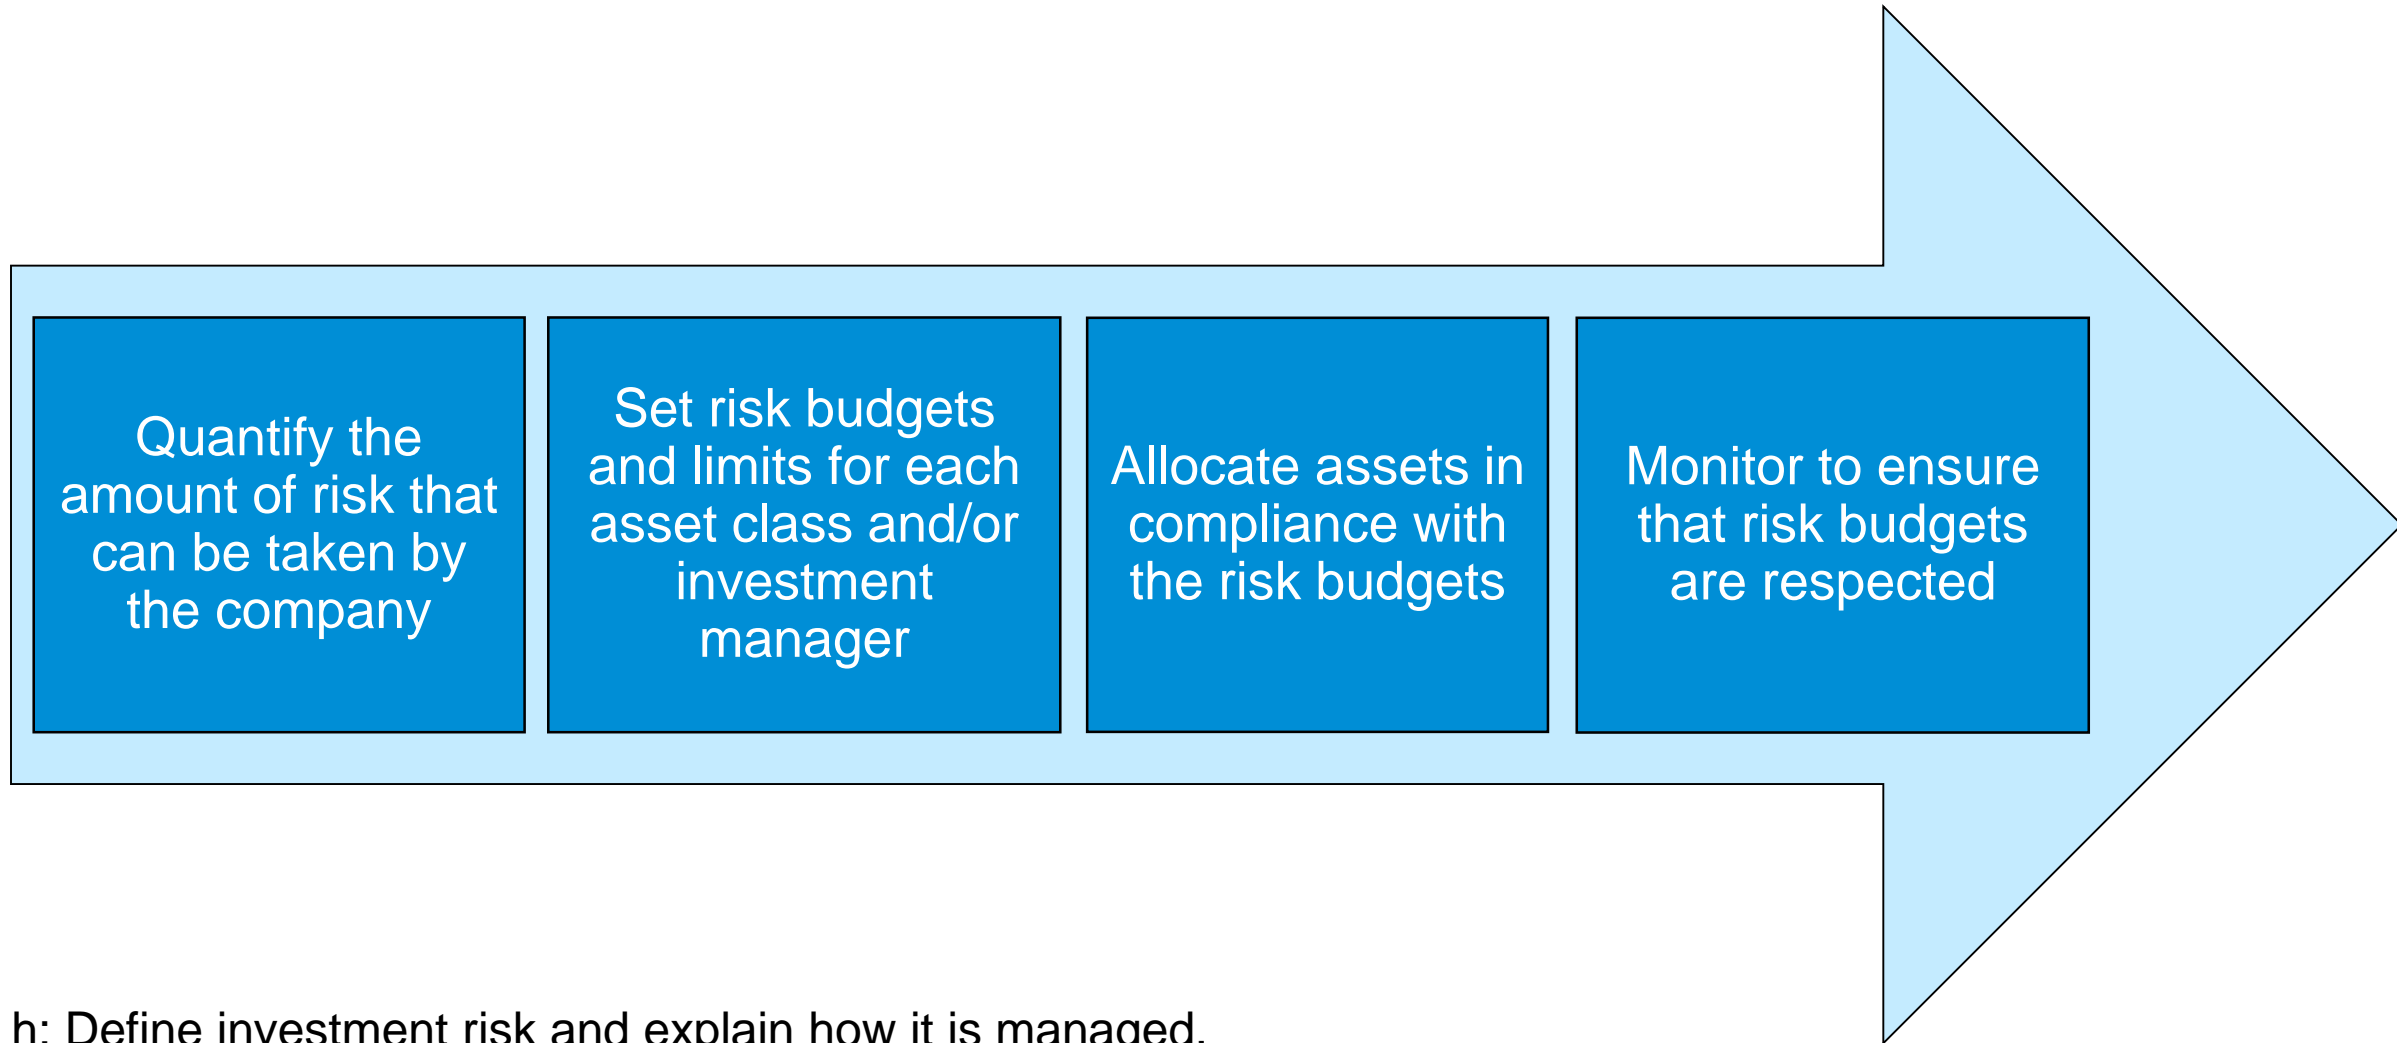 Quantify the
amount of risk that
can be taken by
the company
Set risk budgets
and limits for each
asset class and/or
investment
manager
Allocate assets in
compliance with
the risk budgets
Monitor to ensure
that risk budgets
are respected
h: Define investment risk and explain how it is managed.